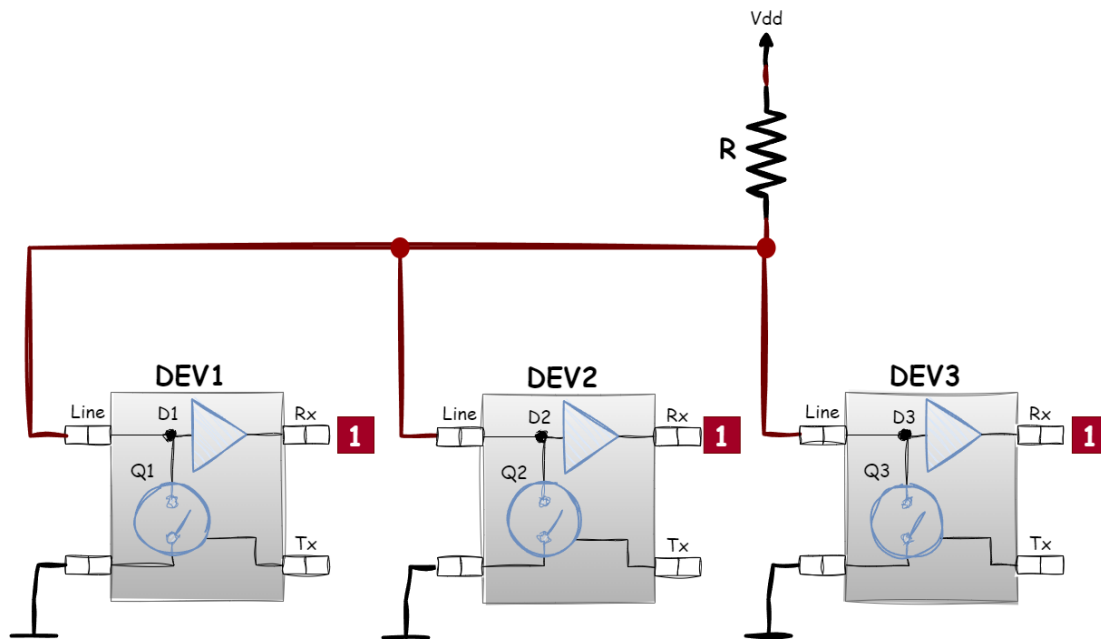 Vdd
R
DEV1
DEV2
DEV3
Line
D1
Rx
1
Line
D2
Rx
1
Line
D3
Rx
1
Q1
Q2
Q3
Tx
Tx
Tx